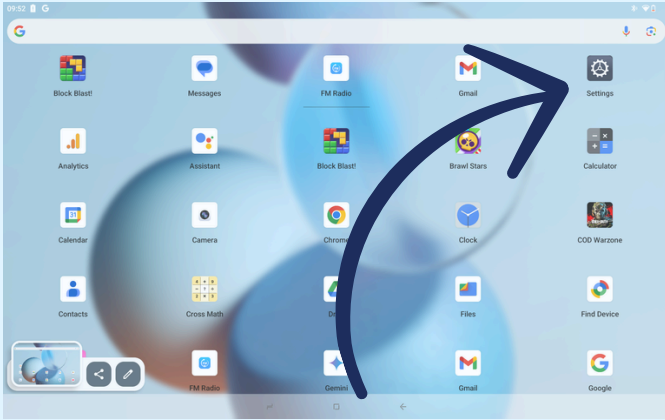 09:52 G
Block Blast!
Messages
FM Radio
Gmail
Settings
Analytics
Assistant
Block Blast!
Brawl Stars
Calculator
31
Calendar
Camera
Chrome
Clock
COD Warzone
Contacts
Cross Math
Files
Find Device
FM Radio
Gemini
Gmail
Google